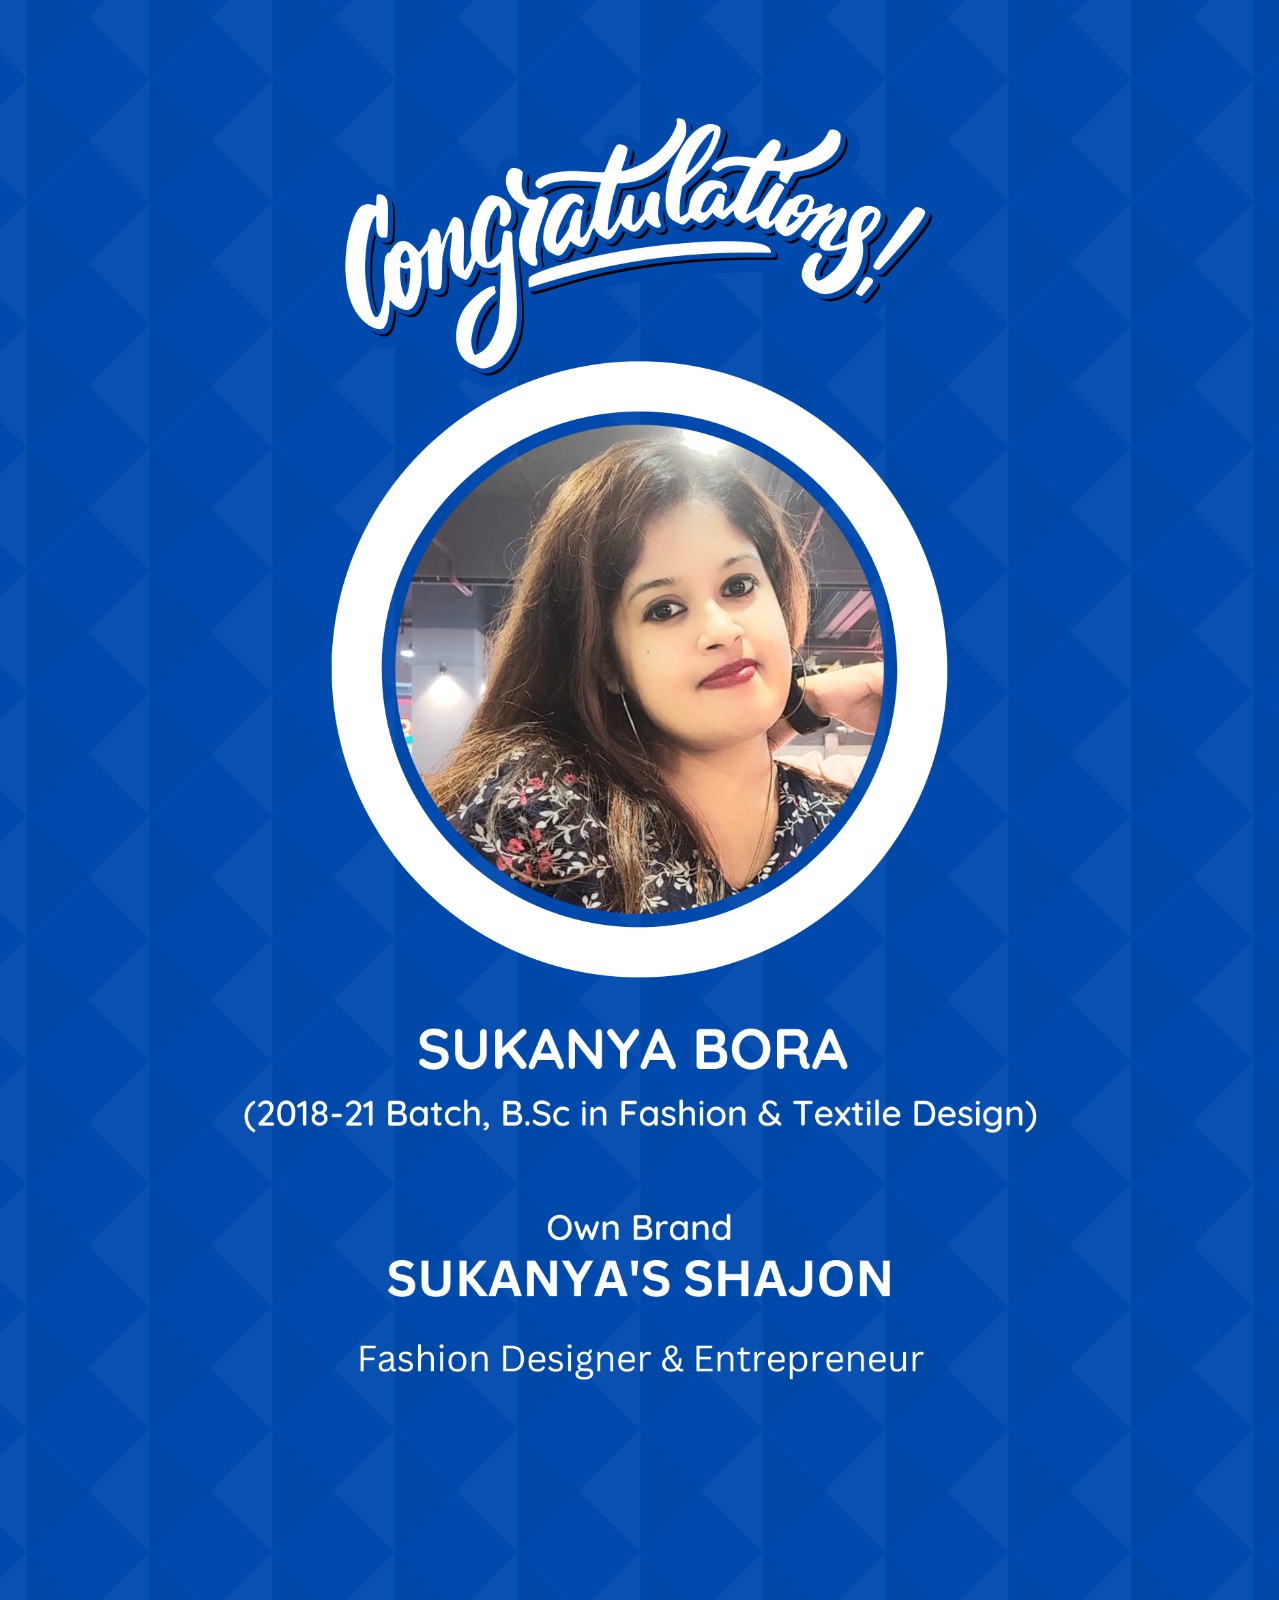 Congratulations!
SUKANYA BORA
(2018-21 Batch, B.Sc in Fashion & Textile Design)
Own Brand
SUKANYA'S SHAJON
Fashion Designer & Entrepreneur